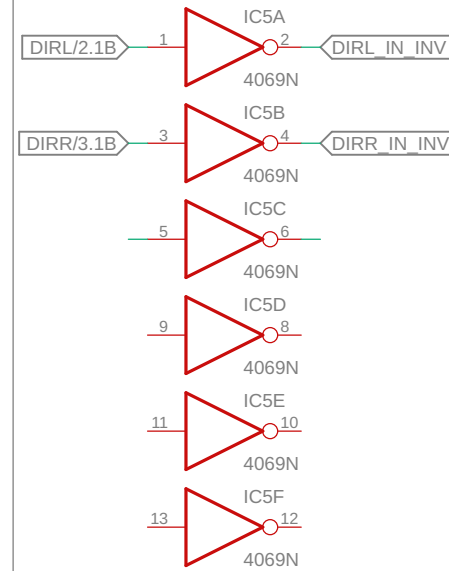 IC5A
DIRL/2.1B 1 2 DIRL_IN_INV
4069N
IC5B
DIRR/3.1B 3 4 DIRR_IN_INV
4069N
IC5C
5 6
4069N
IC5D
9 8
4069N
IC5E
11 10
4069N
IC5F
13 12
4069N